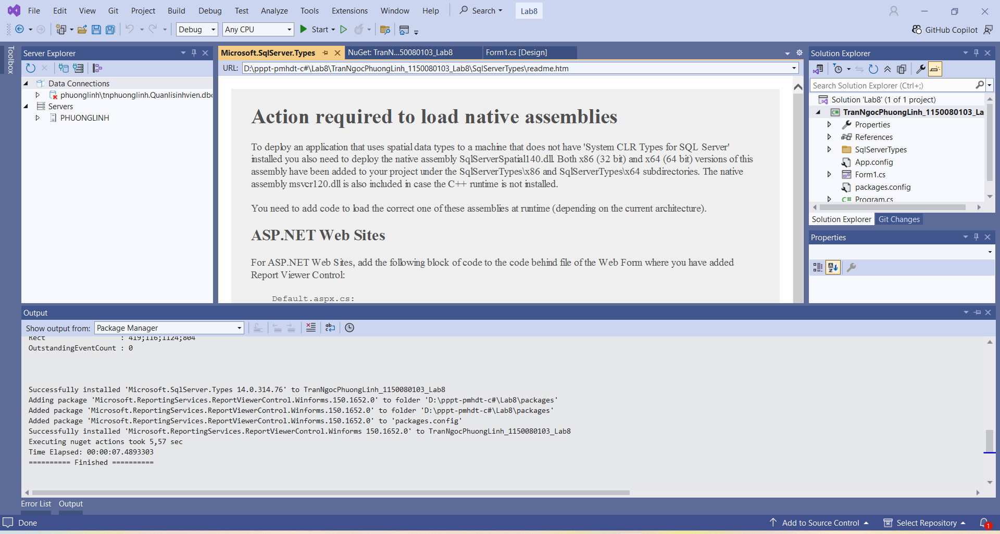 File Edit View Git Project Build Debug Test Analyze Tools Extensions Window Help Search Lab8
Debug Any CPU Start GitHub Copilot
Toolbox
Server Explorer
Data Connections
phuonglinh\tnphuonglinh.Quanlisinhvien.dbo
Servers
PHUONGLINH
Microsoft.SqlServer.Types NuGet: TranN...50080103_Lab8 Form1.cs [Design]
URL: D:\pppt-pmhdt-c#\Lab8\TranNgocPhuongLinh_1150080103_Lab8\SqlServerTypes\readme.htm
Action required to load native assemblies
To deploy an application that uses spatial data types to a machine that does not have 'System CLR Types for SQL Server'
installed you also need to deploy the native assembly SqlServerSpatial140.dll. Both x86 (32 bit) and x64 (64 bit) versions of this
assembly have been added to your project under the SqlServerTypes\x86 and SqlServerTypes\x64 subdirectories. The native
assembly msvcr120.dll is also included in case the C++ runtime is not installed.
You need to add code to load the correct one of these assemblies at runtime (depending on the current architecture).
ASP.NET Web Sites
For ASP.NET Web Sites, add the following block of code to the code behind file of the Web Form where you have added
Report Viewer Control:
Default.aspx.cs:
Solution Explorer
Search Solution Explorer (Ctrl+;)
Solution 'Lab8' (1 of 1 project)
C# TranNgocPhuongLinh_1150080103_La
Properties
References
SqlServerTypes
App.config
Form1.cs
packages.config
C# Program.cs
Solution Explorer Git Changes
Properties
Output
Show output from: Package Manager
Rect : 419;116;1124;804
OutstandingEventCount : 0
Successfully installed 'Microsoft.SqlServer.Types 14.0.314.76' to TranNgocPhuongLinh_1150080103_Lab8
Adding package 'Microsoft.ReportingServices.ReportViewerControl.Winforms.150.1652.0' to folder 'D:\pppt-pmhdt-c#\Lab8\packages'
Added package 'Microsoft.ReportingServices.ReportViewerControl.Winforms.150.1652.0' to folder 'D:\pppt-pmhdt-c#\Lab8\packages'
Added package 'Microsoft.ReportingServices.ReportViewerControl.Winforms.150.1652.0' to 'packages.config'
Successfully installed 'Microsoft.ReportingServices.ReportViewerControl.Winforms 150.1652.0' to TranNgocPhuongLinh_1150080103_Lab8
Executing nuget actions took 5,57 sec
Time Elapsed: 00:00:07.4893303
========== Finished ==========
Error List Output
Done Add to Source Control Select Repository 1